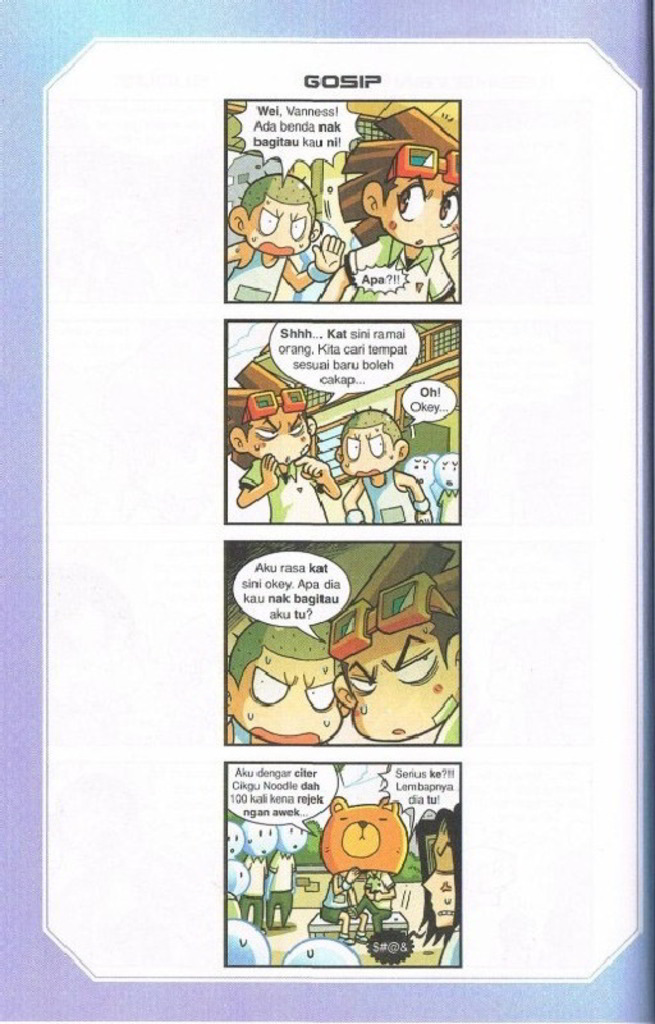 GOSIP
Wei, Vanness!
Ada benda nak
bagitau kau ni!
Apa?!!
Shhh... Kat sini ramai
orang. Kita cari tempat
sesuai baru boleh
cakap...
Oh!
Okey...
Aku rasa kat
sini okey. Apa dia
kau nak bagitau
aku tu?
Aku dengar citer
Cikgu Noodle dah
100 kali kena rejek
ngan awek...
Serius ke?!!
Lembapnya
dia tu!
$#@&